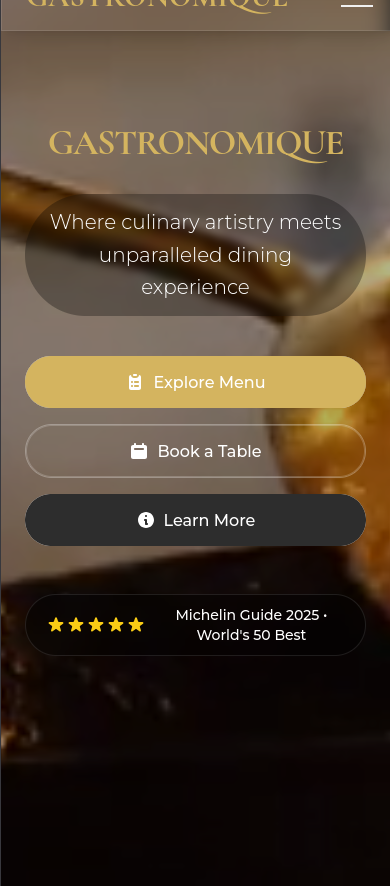 GASTRONOMIQUE
GASTRONOMIQUE
Where culinary artistry meets
unparalleled dining
experience
Explore Menu
Book a Table
Learn More
Michelin Guide 2025 •
World's 50 Best